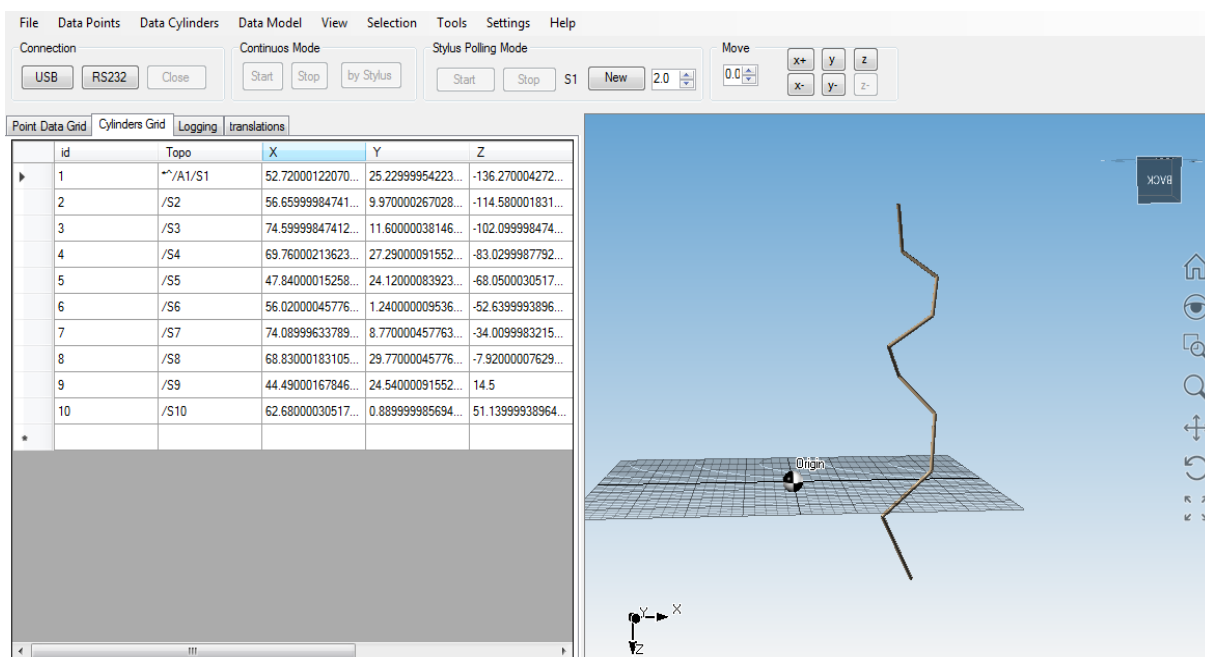 File Data Points Data Cylinders Data Model View Selection Tools Settings Help
Connection Continuos Mode Stylus Polling Mode Move
USB RS232 Close Start Stop by Stylus Start Stop S1 New 2.0 0.0 x+ y z
x- y- z-
Point Data Grid Cylinders Grid Logging translations
id Topo X Y Z
1 /A1/S1 52.72000122070... 25.22999954223... -136.270004272...
2 /S2 56.65999984741... 9.970000267028... -114.580001831...
3 /S3 74.59999847412... 11.60000038146... -102.099998474...
4 /S4 69.76000213623... 27.29000091552... -83.0299987792...
5 /S5 47.84000015258... 24.12000083923... -68.0500030517...
6 /S6 56.02000045776... 1.240000009536... -52.6399993896...
7 /S7 74.08999633789... 8.770000457763... -34.0099983215...
8 /S8 68.83000183105... 29.77000045776... -7.92000007629...
9 /S9 44.49000167846... 24.54000091552... 14.5
10 /S10 62.68000030517... 0.889999985694... 51.13999938964...
*
BACK
Origin
Y X
Z